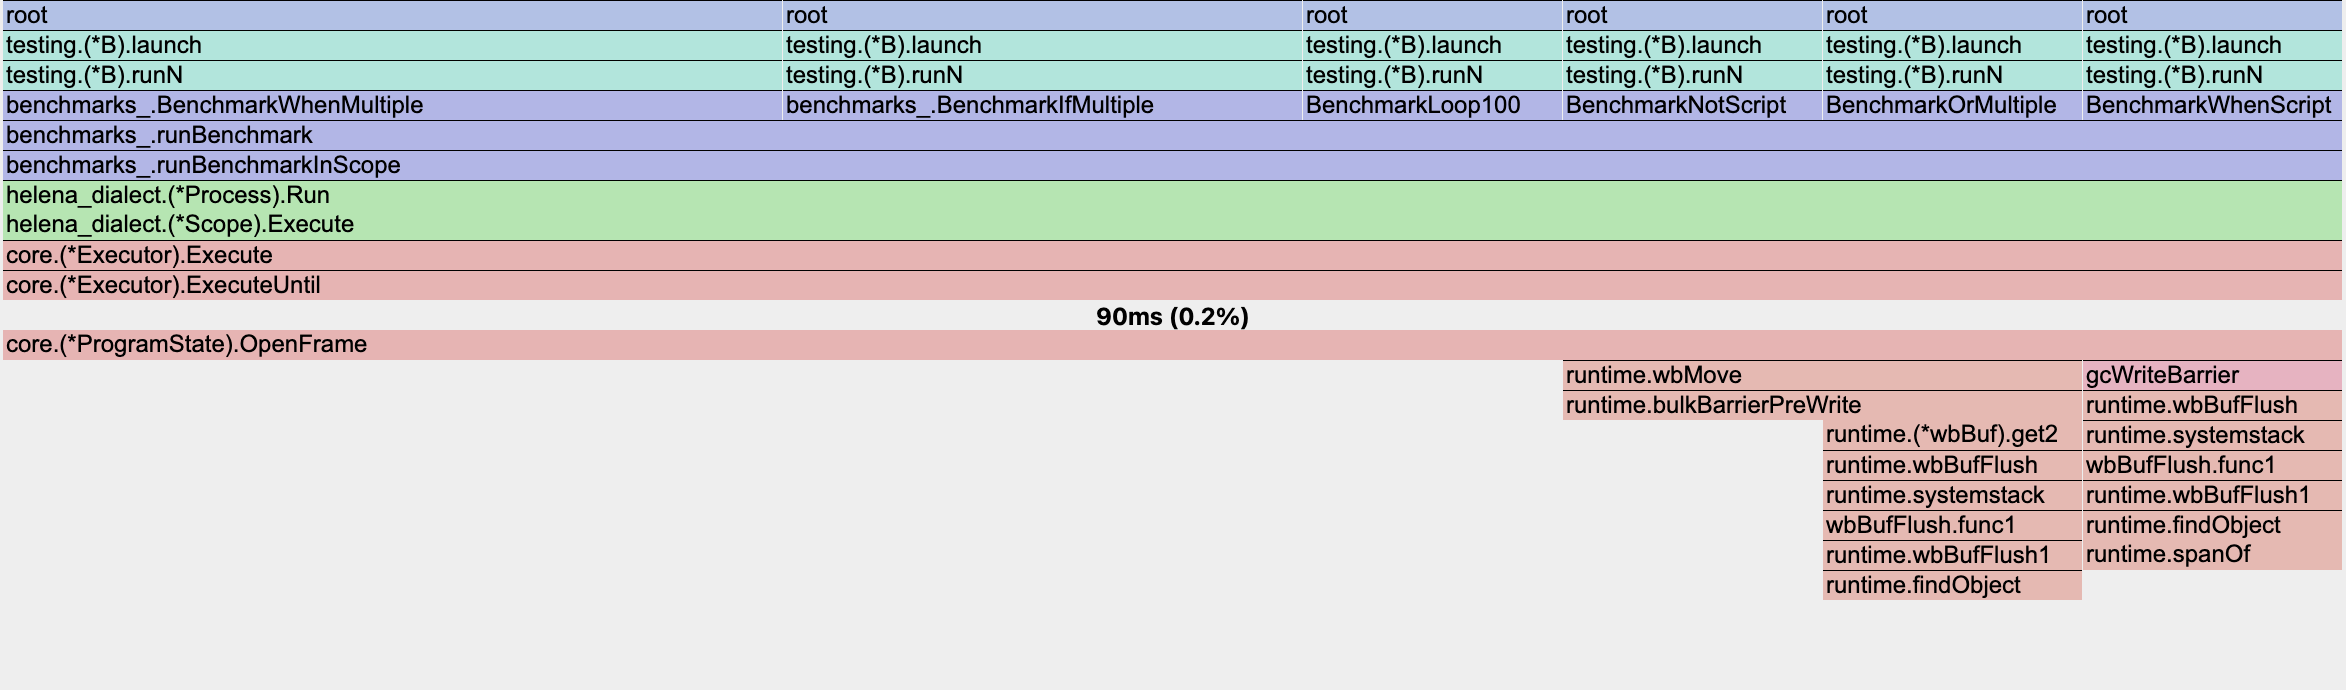 root root root root root root
testing.(*B).launch testing.(*B).launch testing.(*B).launch testing.(*B).launch testing.(*B).launch testing.(*B).launch
testing.(*B).runN testing.(*B).runN testing.(*B).runN testing.(*B).runN testing.(*B).runN testing.(*B).runN
benchmarks_.BenchmarkWhenMultiple benchmarks_.BenchmarkIfMultiple BenchmarkLoop100 BenchmarkNotScript BenchmarkOrMultiple BenchmarkWhenScript
benchmarks_.runBenchmark
benchmarks_.runBenchmarkInScope
helena_dialect.(*Process).Run
helena_dialect.(*Scope).Execute
core.(*Executor).Execute
core.(*Executor).ExecuteUntil
90ms (0.2%)
core.(*ProgramState).OpenFrame
runtime.wbMove gcWriteBarrier
runtime.bulkBarrierPreWrite runtime.wbBufFlush
runtime.(*wbBuf).get2 runtime.systemstack
runtime.wbBufFlush wbBufFlush.func1
runtime.systemstack runtime.wbBufFlush1
wbBufFlush.func1 runtime.findObject
runtime.wbBufFlush1 runtime.spanOf
runtime.findObject